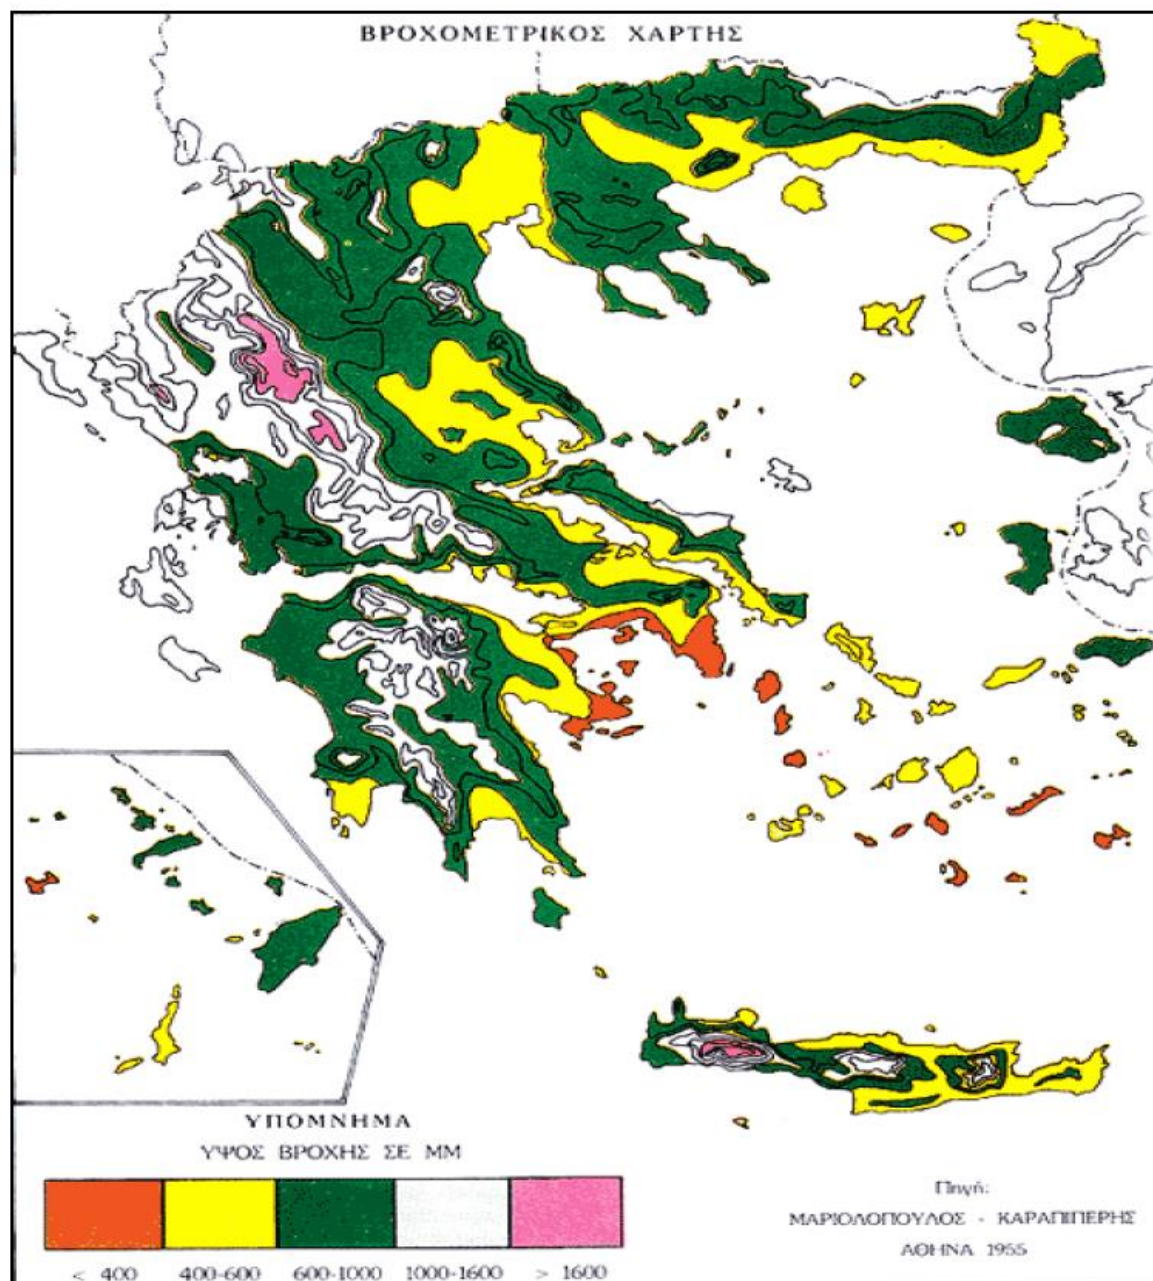 ΒΡΟΧΟΜΕΤΡΙΚΟΣ ΧΑΡΤΗΣ
ΥΠΟΜΝΗΜΑ
ΥΨΟΣ ΒΡΟΧΗΣ ΣΕ ΜΜ
< 400 400-600 600-1000 1000-1600 > 1600
Πηγή:
ΜΑΡΙΟΛΟΠΟΥΛΟΣ - ΚΑΡΑΠΙΠΕΡΗΣ
ΑΘΗΝΑ 1955